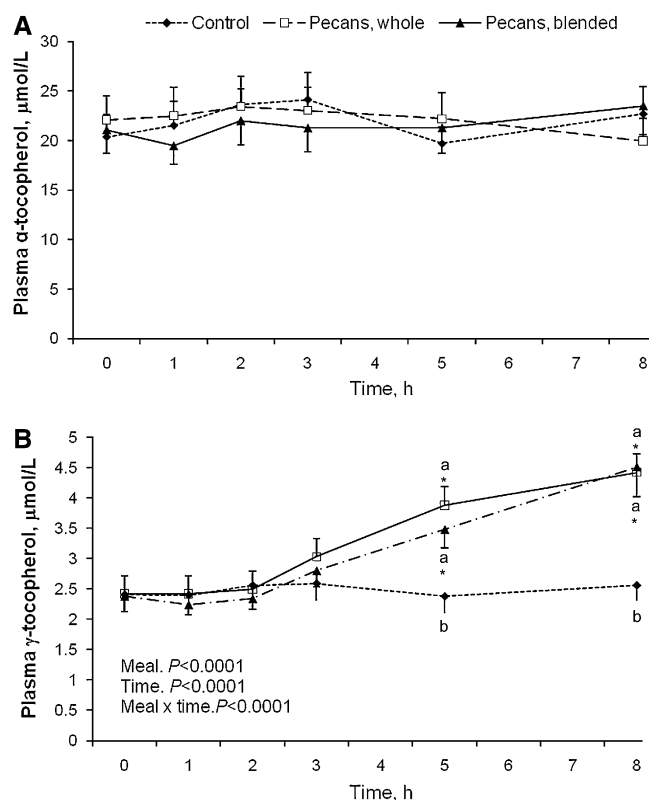 A
Control
Pecans, whole
Pecans, blended
Plasma α-tocopherol, μmol/L
30
25
20
15
10
5
0
0 1 2 3 4 5 6 7 8
Time, h
B
Plasma γ-tocopherol, μmol/L
5
4.5
4
3.5
3
2.5
2
1.5
1
0.5
0
a
*
a
*
b
a
*
a
*
b
Meal. P<0.0001
Time. P<0.0001
Meal x time.P<0.0001
0 1 2 3 4 5 6 7 8
Time, h